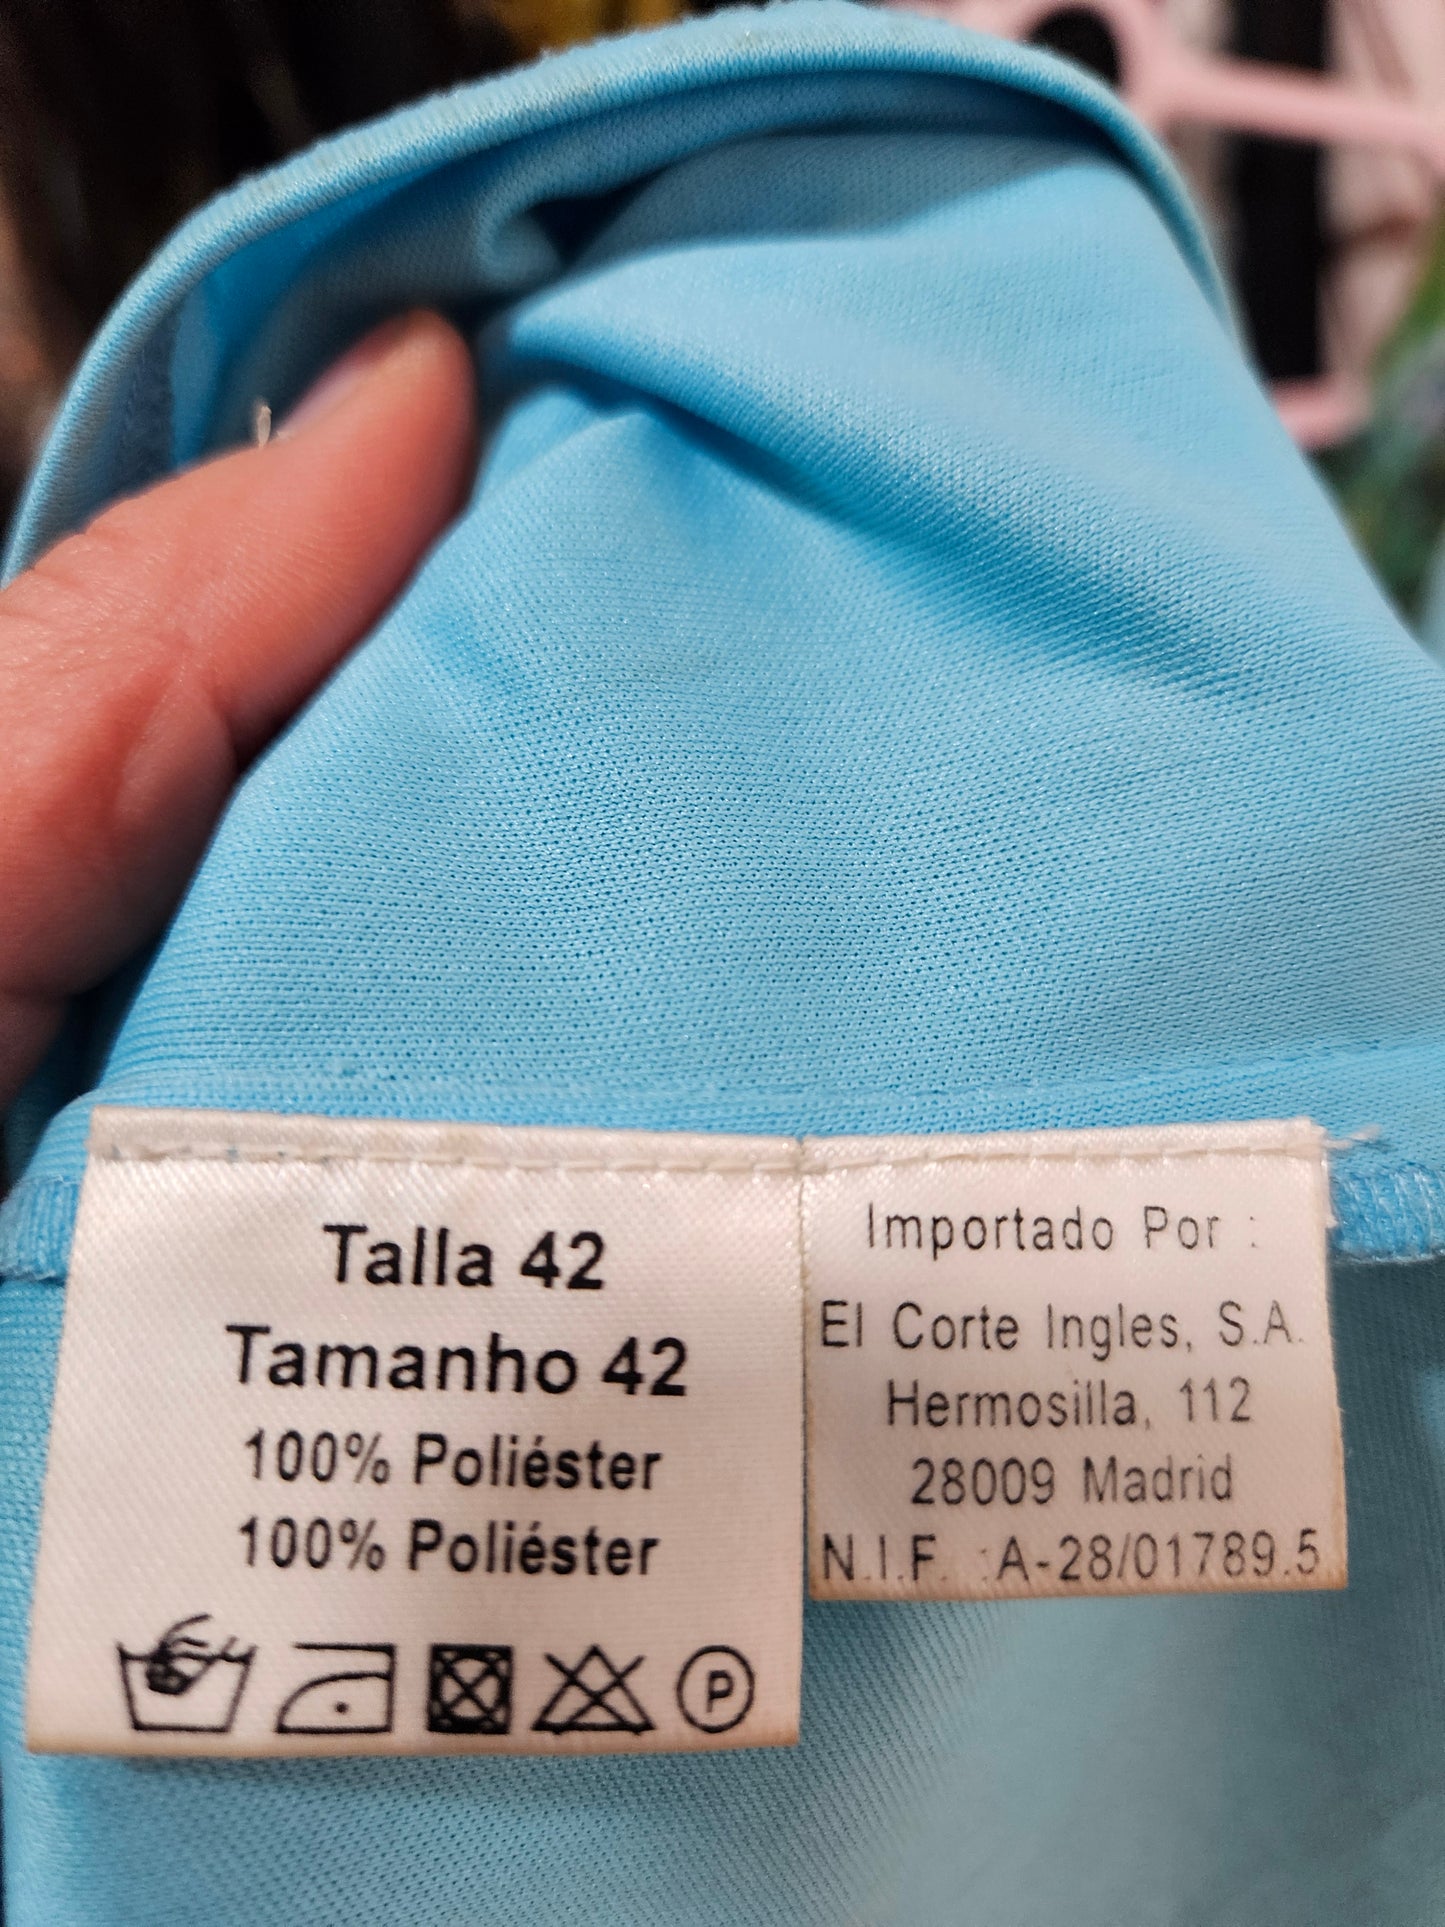 Talla 42
Tamanho 42
100% Poliéster
100% Poliéster
P
Importado Por :
El Corte Ingles, S.A.
Hermosilla, 112
28009 Madrid
N.I.F. :A-28/01789.5